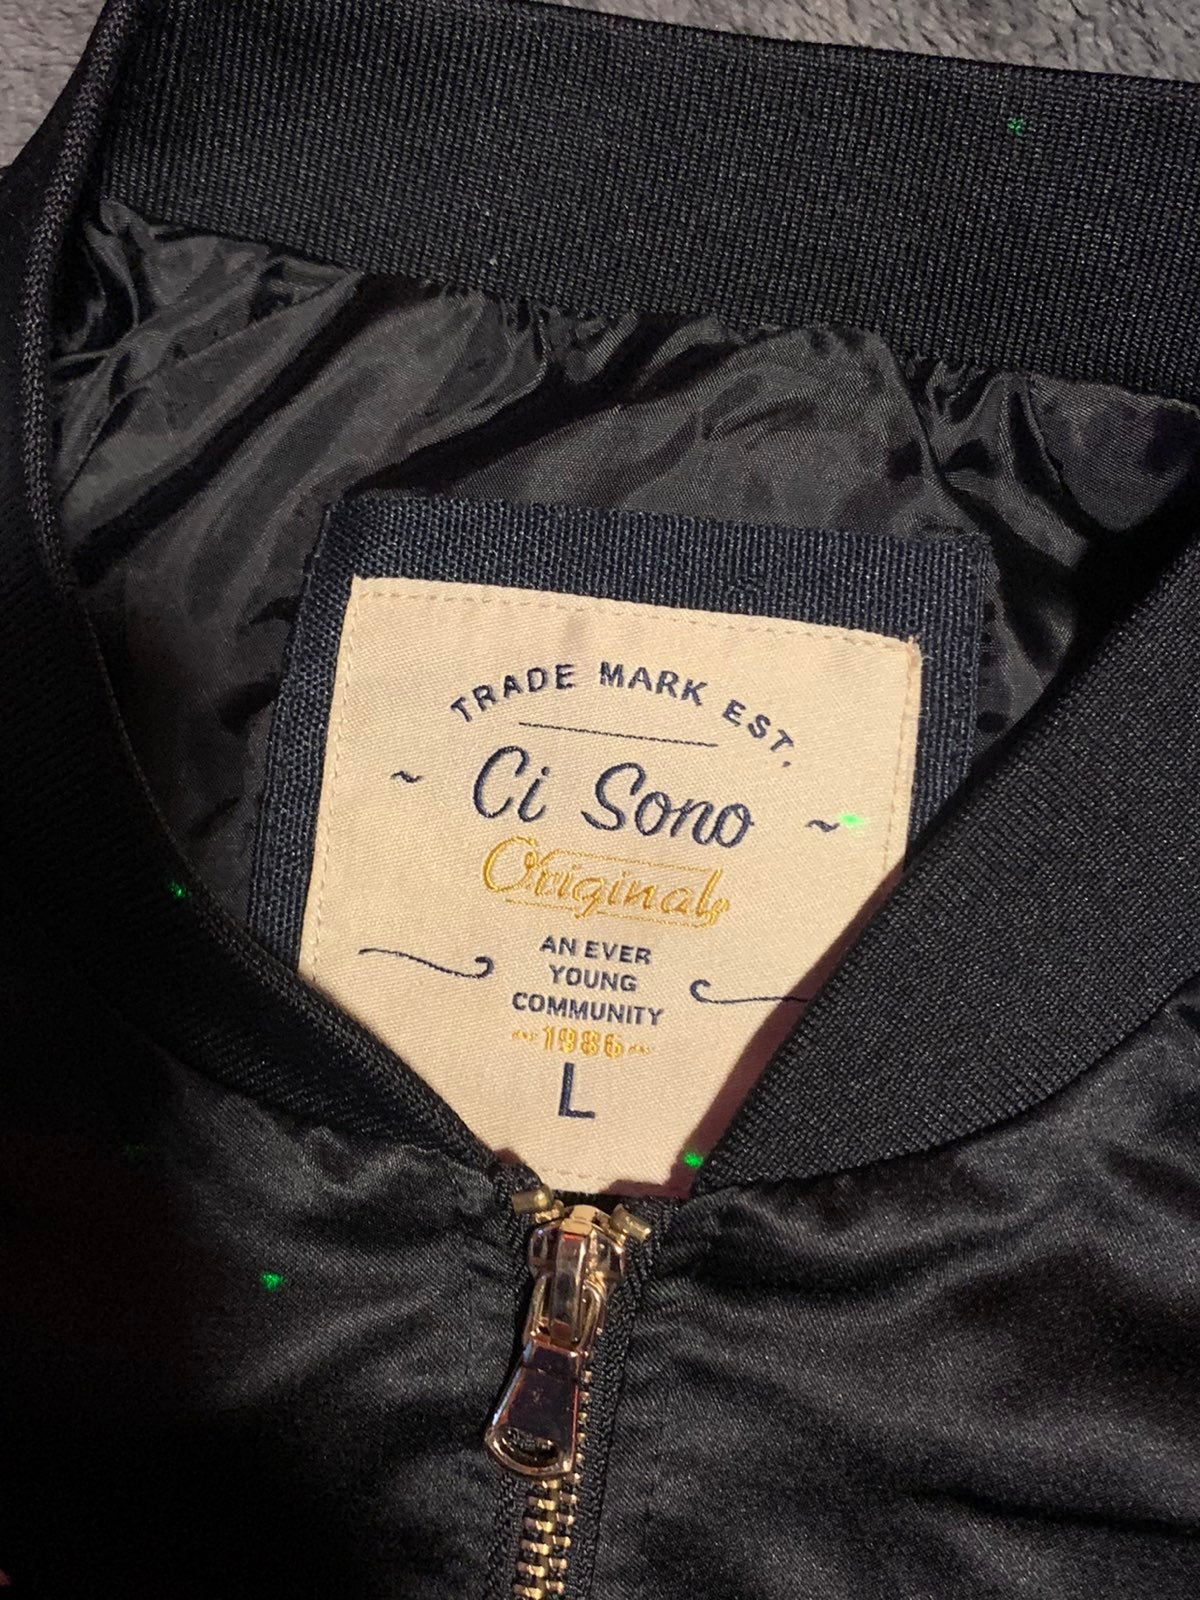 TRADE MARK EST.
~ Ci Sono ~
Originals
AN EVER
YOUNG
COMMUNITY
~1986~
L